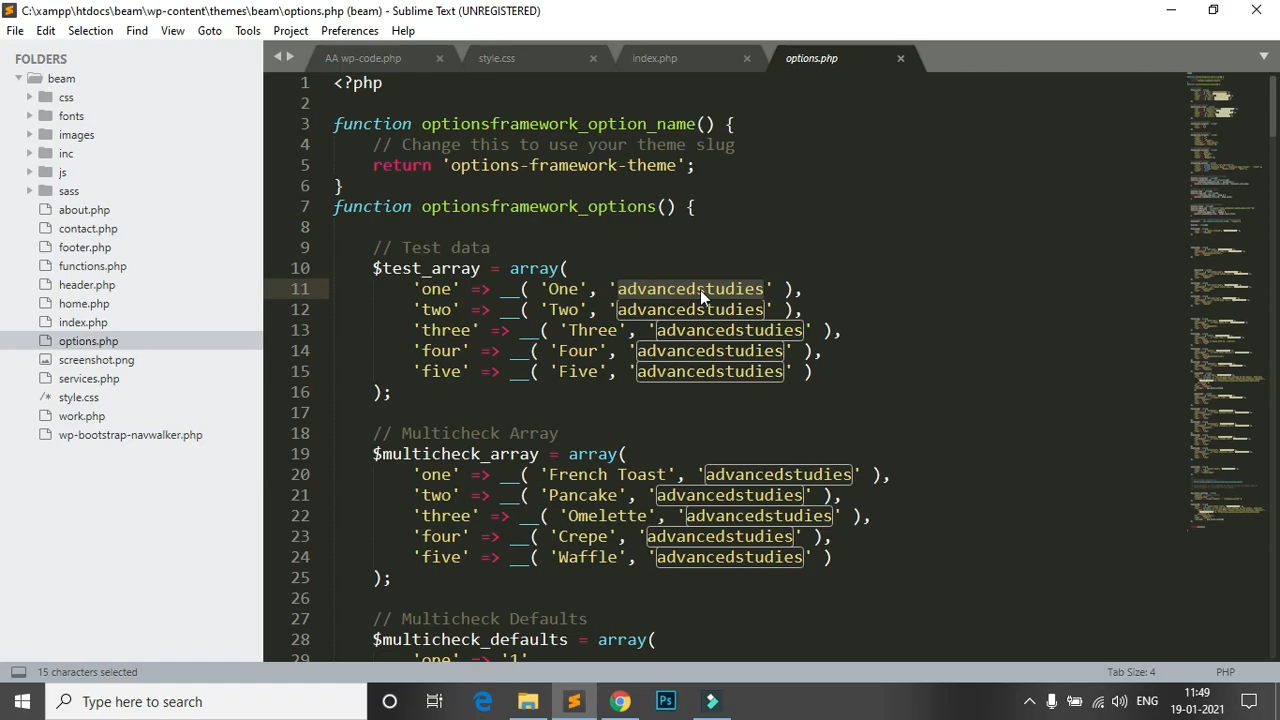 C:\xampp\htdocs\beam\wp-content\themes\beam\options.php (beam) - Sublime Text (UNREGISTERED)
File Edit Selection Find View Goto Tools Project Preferences Help
FOLDERS
beam
css
fonts
images
inc
js
sass
about.php
contact.php
footer.php
functions.php
header.php
home.php
index.php
options.php
screenshot.png
services.php
/* style.css
work.php
wp-bootstrap-navwalker.php
AA wp-code.php style.css index.php options.php
1 <?php
2
3 function optionsframework_option_name() {
4 // Change this to use your theme slug
5 return 'options-framework-theme';
6 }
7 function optionsframework_options() {
8
9 // Test data
10 $test_array = array(
11 'one' => __( 'One', 'advancedstudies' ),
12 'two' => __( 'Two', 'advancedstudies' ),
13 'three' => __( 'Three', 'advancedstudies' ),
14 'four' => __( 'Four', 'advancedstudies' ),
15 'five' => __( 'Five', 'advancedstudies' )
16 );
17
18 // Multicheck Array
19 $multicheck_array = array(
20 'one' => __( 'French Toast', 'advancedstudies' ),
21 'two' => __( 'Pancake', 'advancedstudies' ),
22 'three' => __( 'Omelette', 'advancedstudies' ),
23 'four' => __( 'Crepe', 'advancedstudies' ),
24 'five' => __( 'Waffle', 'advancedstudies' )
25 );
26
27 // Multicheck Defaults
28 $multicheck_defaults = array(
29 'one' => '1'
15 characters selected Tab Size: 4 PHP
Type here to search Ps ENG 11:49
19-01-2021